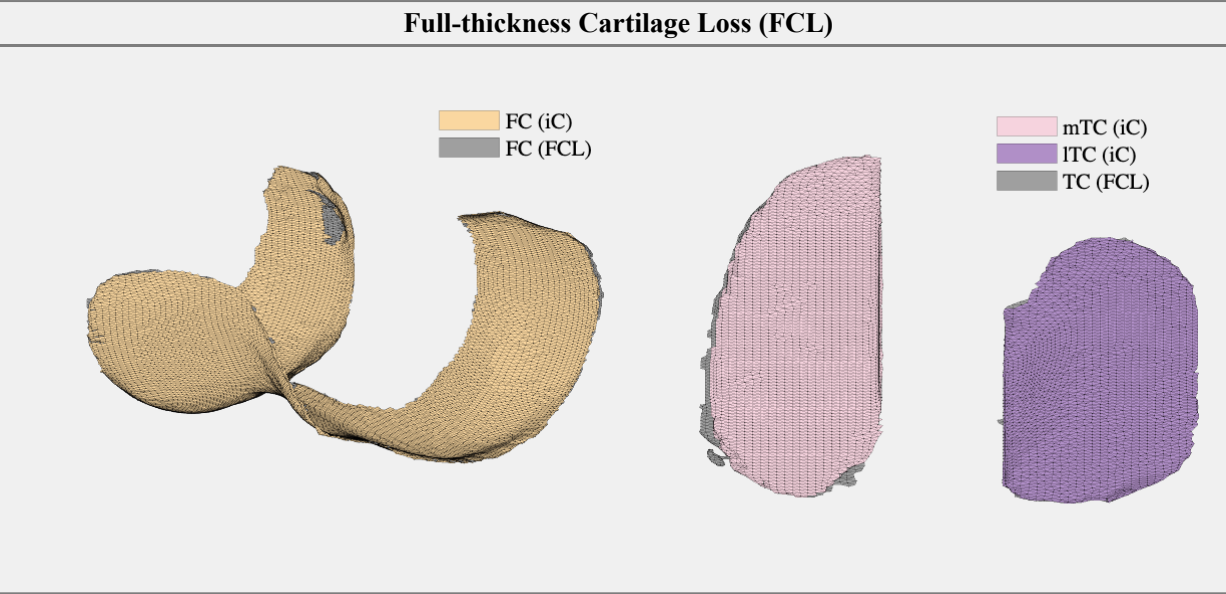 Full-thickness Cartilage Loss (FCL)
FC (iC)
FC (FCL)
mTC (iC)
lTC (iC)
TC (FCL)